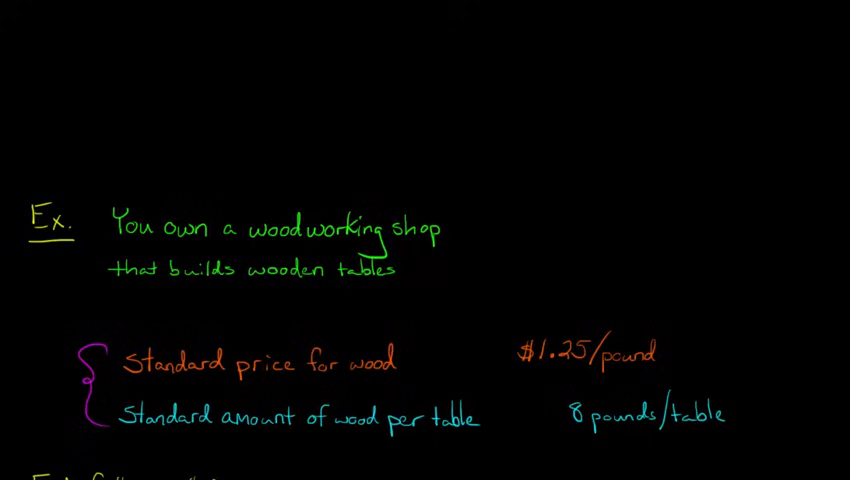 Ex. You own a woodworking shop
that builds wooden tables
Standard price for wood $1.25/pound
Standard amount of wood per table 8 pounds/table